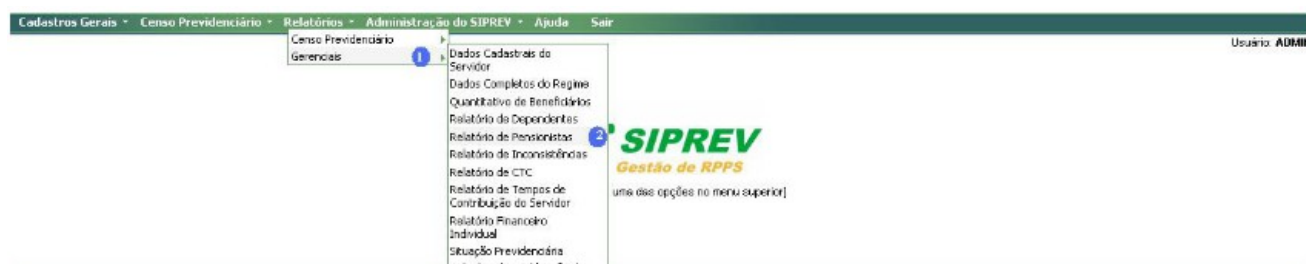 Cadastros Gerais Censo Previdenciário Relatórios Administração do SIPREV Ajuda Sair
Usuário: ADMI
Censo Previdenciário
Gerenciais 1
Dados Cadastrais do
Servidor
Dados Completos do Regime
Quantitativo de Beneficiários
Relatório de Dependentes
Relatório de Pensionistas 2
Relatório de Inconsistências
Relatório de CTC
Relatório de Tempos de
Contribuição do Servidor
Relatório Financeiro
Individual
Situação Previdenciária
SIPREV
Gestão de RPPS
uma das opções no menu superior]